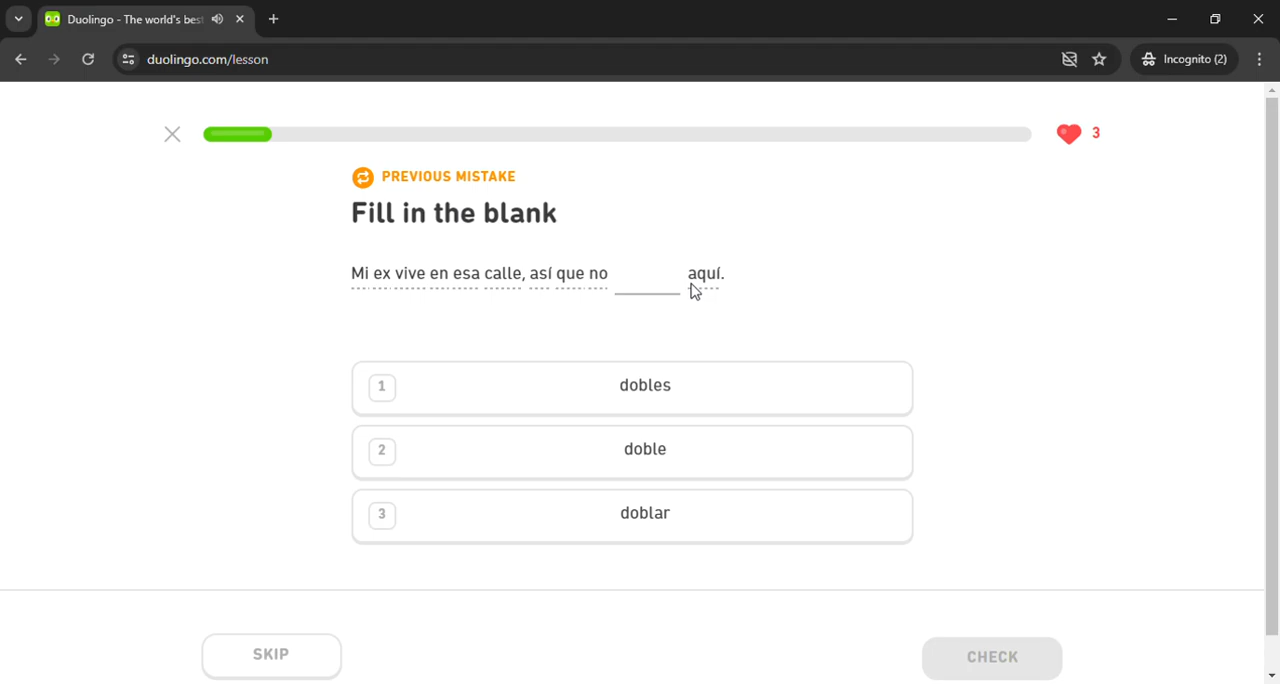 Duolingo - The world's best
duolingo.com/lesson
Incognito (2)
3
PREVIOUS MISTAKE
Fill in the blank
Mi ex vive en esa calle, así que no ______ aquí.
1 dobles
2 doble
3 doblar
SKIP
CHECK